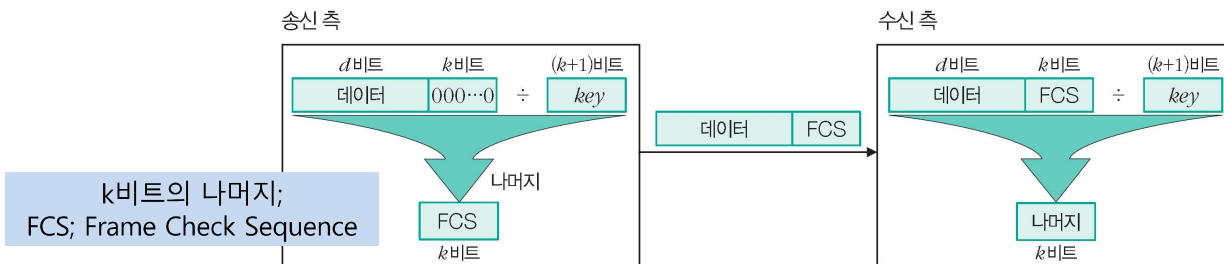 송신 측
d비트 k비트 (k+1)비트
데이터 000⋯0 ÷ key
나머지
FCS
k비트
k비트의 나머지;
FCS; Frame Check Sequence
데이터 FCS
수신 측
d비트 k비트 (k+1)비트
데이터 FCS ÷ key
나머지
k비트